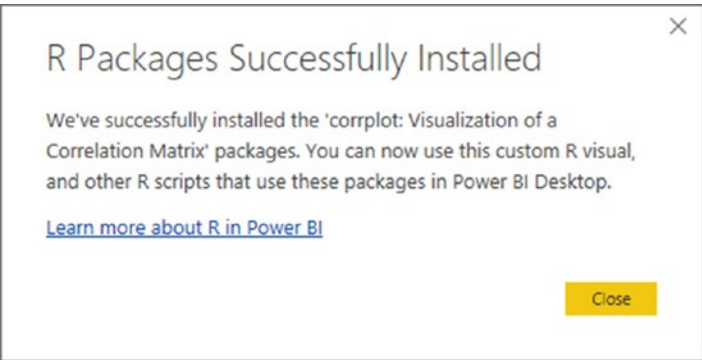 R Packages Successfully Installed
We've successfully installed the 'corrplot: Visualization of a
Correlation Matrix' packages. You can now use this custom R visual,
and other R scripts that use these packages in Power BI Desktop.
Learn more about R in Power BI
Close